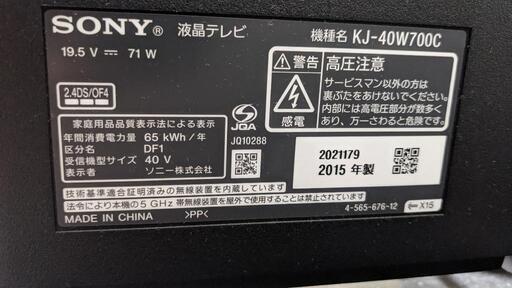 SONY® 液晶テレビ
機種名 KJ-40W700C
19.5 V ⎓ 71 W
2.4DS/OF4
警告 高圧注意
サービスマン以外の方は
裏ぶたをあけないでください。
内部には高電圧部分が数多く
あり、万一さわると危険です。
感電
家庭用品品質表示法による表示
年間消費電力量 65 kWh/年
区分名 DF1
受信機型サイズ 40 V
表示者 ソニー株式会社
JQA
JQ10288
2021179
2015 年製
技術基準適合証明済みの無線装置を内蔵しています
法令により本機の5 GHz 帯無線装置を屋外で使用することは禁止されています。
MADE IN CHINA >PP<
4-565-676-12
X15